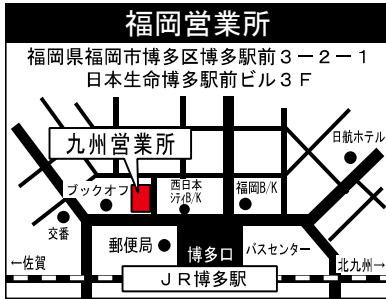 福岡営業所
福岡県福岡市博多区博多駅前３－２－１
日本生命博多駅前ビル３Ｆ
九州営業所
日航ホテル
ブックオフ
西日本
ｼﾃｨB/K
福岡B/K
交番
郵便局
博多口
バスセンター
←佐賀
北九州→
ＪＲ博多駅